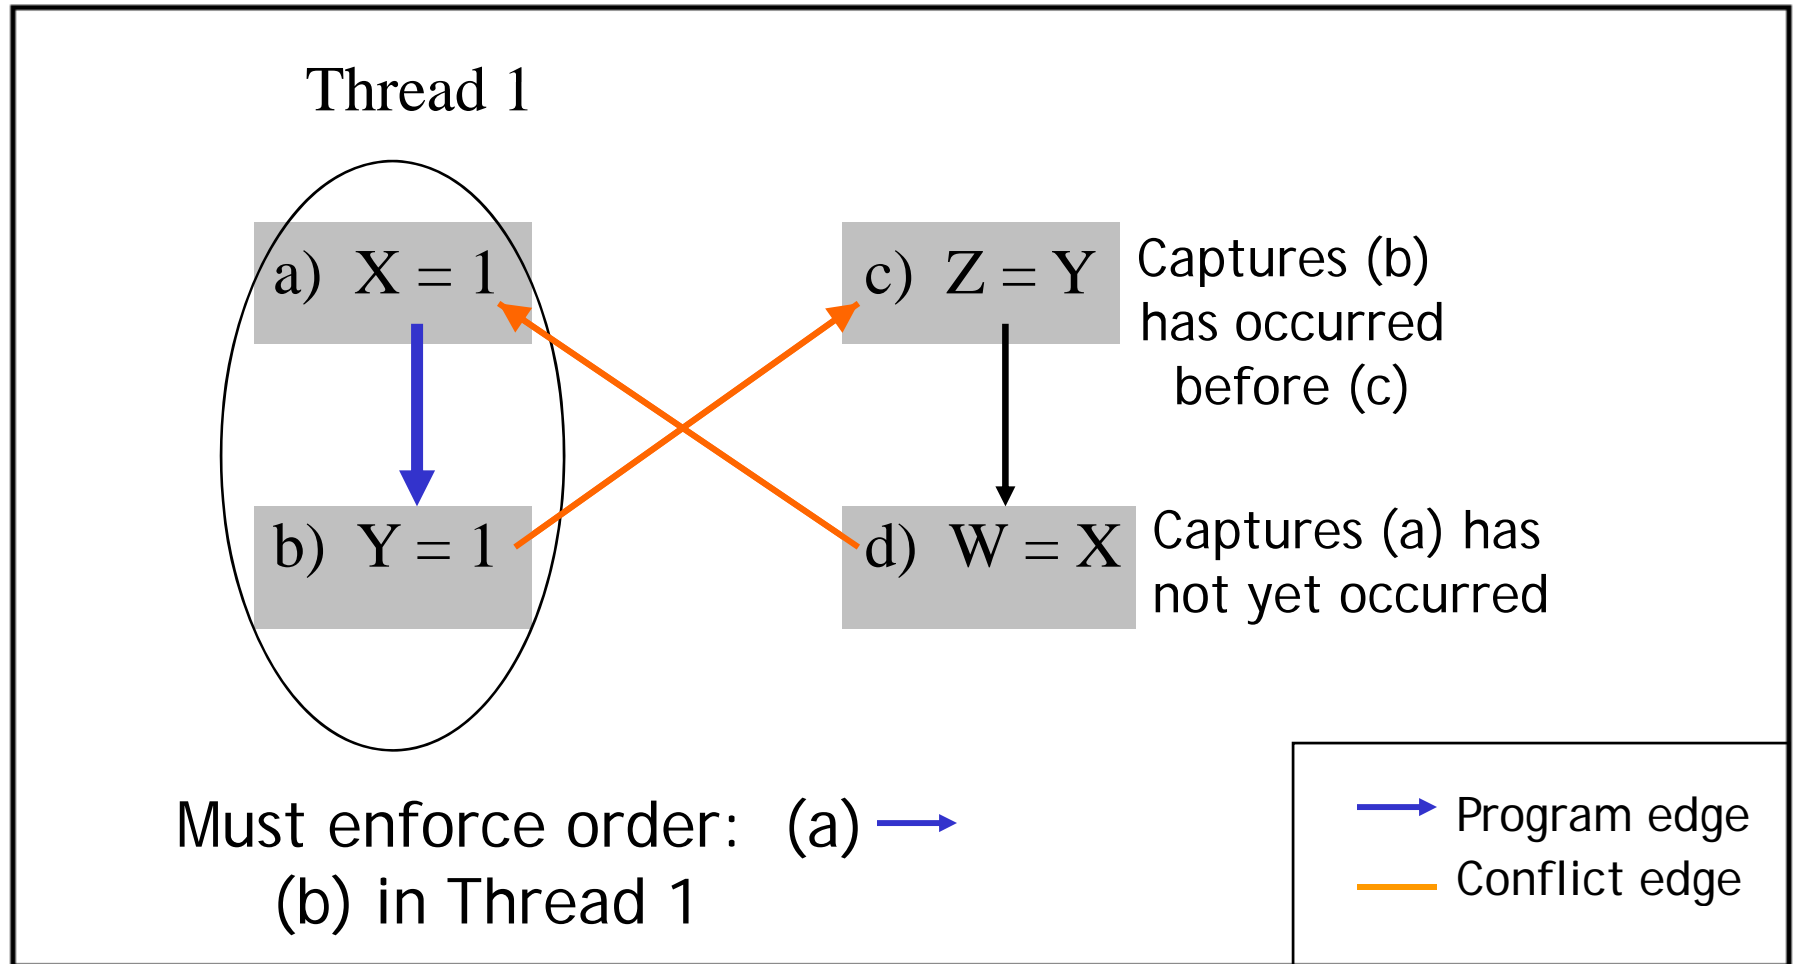 Thread 1
a) X = 1
c) Z = Y
Captures (b)
has occurred
before (c)
b) Y = 1
d) W = X
Captures (a) has
not yet occurred
Must enforce order: (a)
(b) in Thread 1
Program edge
Conflict edge